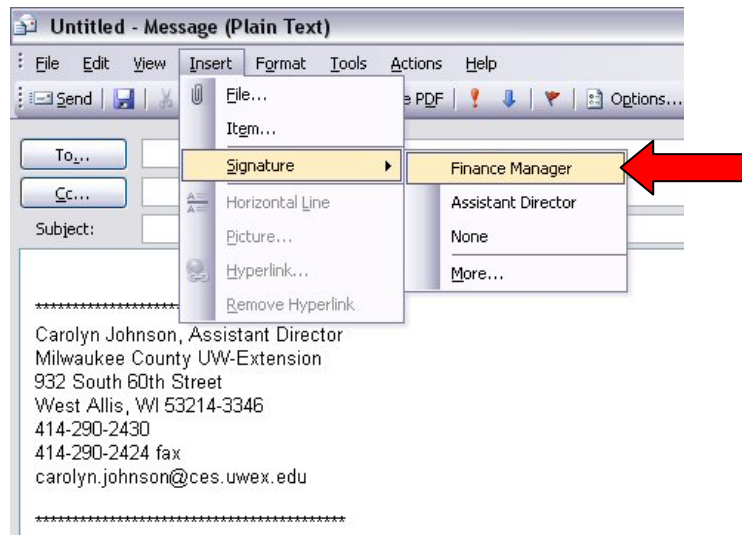 Untitled - Message (Plain Text)
File Edit View Insert Format Tools Actions Help
Send PDF Options...
File...
Item...
To... Signature Finance Manager
Cc... Horizontal Line Assistant Director
Subject: Picture... None
Hyperlink... More...
Remove Hyperlink
******************
Carolyn Johnson, Assistant Director
Milwaukee County UW-Extension
932 South 60th Street
West Allis, WI 53214-3346
414-290-2430
414-290-2424 fax
carolyn.johnson@ces.uwex.edu
******************************************